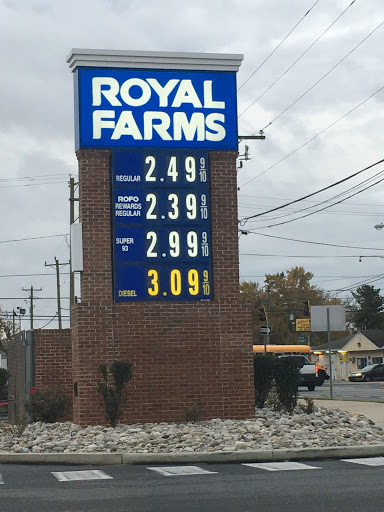 ROYAL
FARMS
REGULAR 2.49 9/10
ROFO
REWARDS
REGULAR 2.39 9/10
SUPER
93 2.99 9/10
DIESEL 3.09 9/10